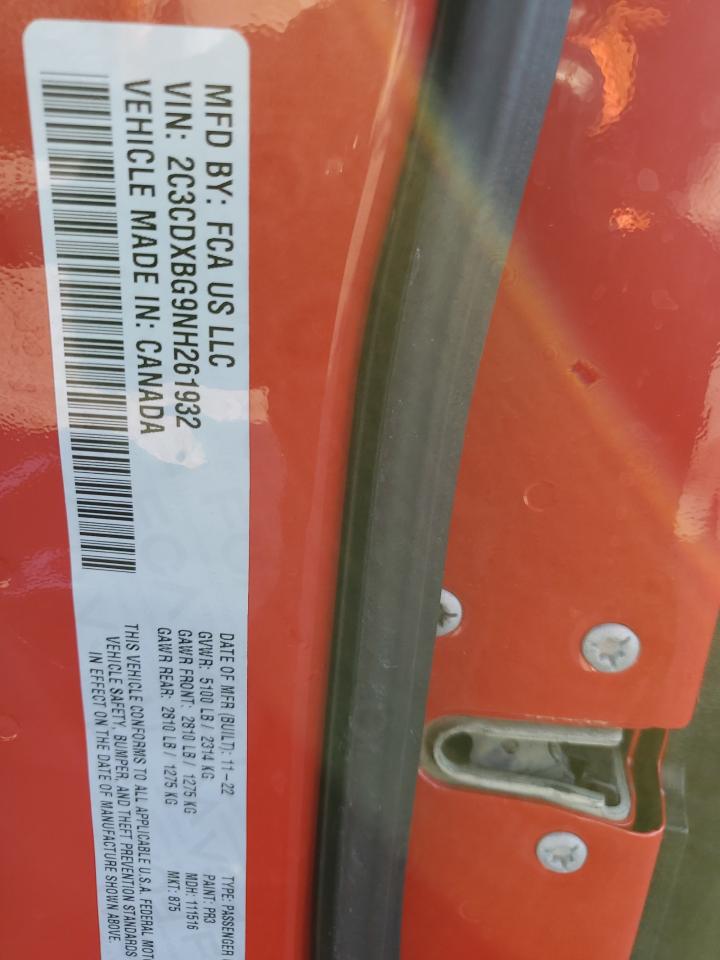 MFD BY: FCA US LLC
VIN: 2C3CDXBG9NH261932
VEHICLE MADE IN: CANADA
DATE OF MFR (BUILT): 11-22
GVWR: 5100 LB / 2314 KG
GAWR FRONT: 2810 LB / 1275 KG
GAWR REAR: 2810 LB / 1275 KG
TYPE: PASSENGER
PAINT: PR3
MDH: 111516
MKT: 875
THIS VEHICLE CONFORMS TO ALL APPLICABLE U.S.A. FEDERAL
VEHICLE SAFETY, BUMPER, AND THEFT PREVENTION STANDARDS
IN EFFECT ON THE DATE OF MANUFACTURE SHOWN ABOVE.